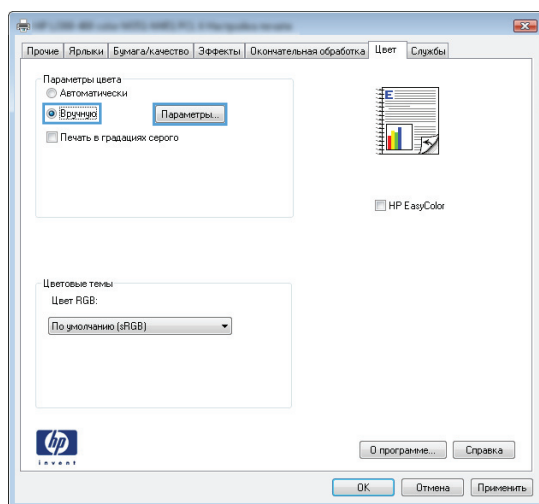 Прочие Ярлыки Бумага/качество Эффекты Окончательная обработка Цвет Службы
Параметры цвета
Автоматически
Вручную Параметры...
Печать в градациях серого
E
HP EasyColor
Цветовые темы
Цвет RGB:
По умолчанию (sRGB)
hp
invent
О программе... Справка
OK Отмена Применить